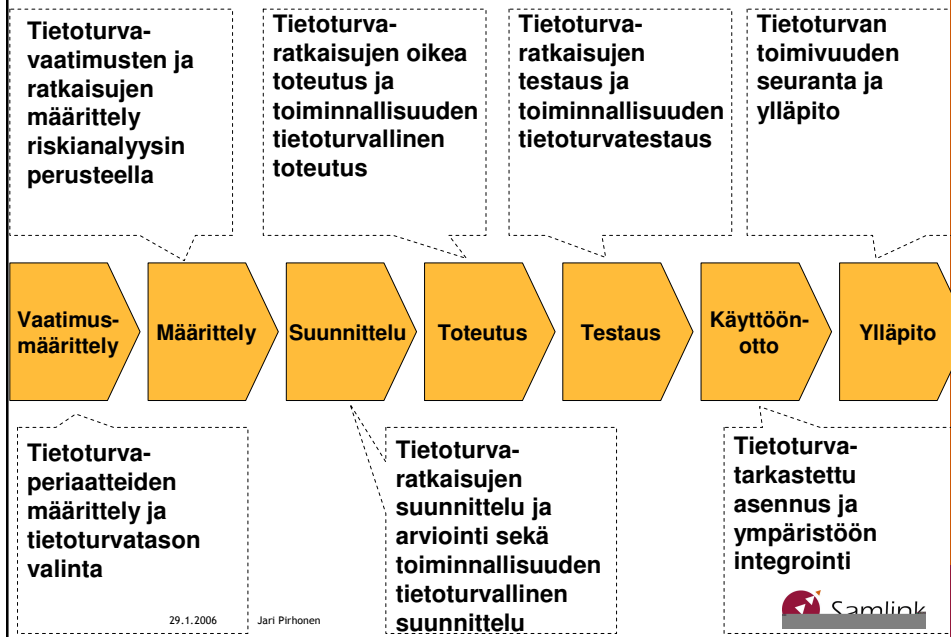 Tietoturva-
vaatimusten ja
ratkaisujen
määrittely
riskianalyysin
perusteella
Tietoturva-
ratkaisujen oikea
toteutus ja
toiminnallisuuden
tietoturvallinen
toteutus
Tietoturva-
ratkaisujen
testaus ja
toiminnallisuuden
tietoturvatestaus
Tietoturvan
toimivuuden
seuranta ja
ylläpito
Vaatimus-
määrittely
Määrittely
Suunnittelu
Toteutus
Testaus
Käyttöön-
otto
Ylläpito
Tietoturva-
periaatteiden
määrittely ja
tietoturvatason
valinta
Tietoturva-
ratkaisujen
suunnittelu ja
arviointi sekä
toiminnallisuuden
tietoturvallinen
suunnittelu
Tietoturva-
tarkastettu
asennus ja
ympäristöön
integrointi
29.1.2006 Jari Pirhonen
Samlink